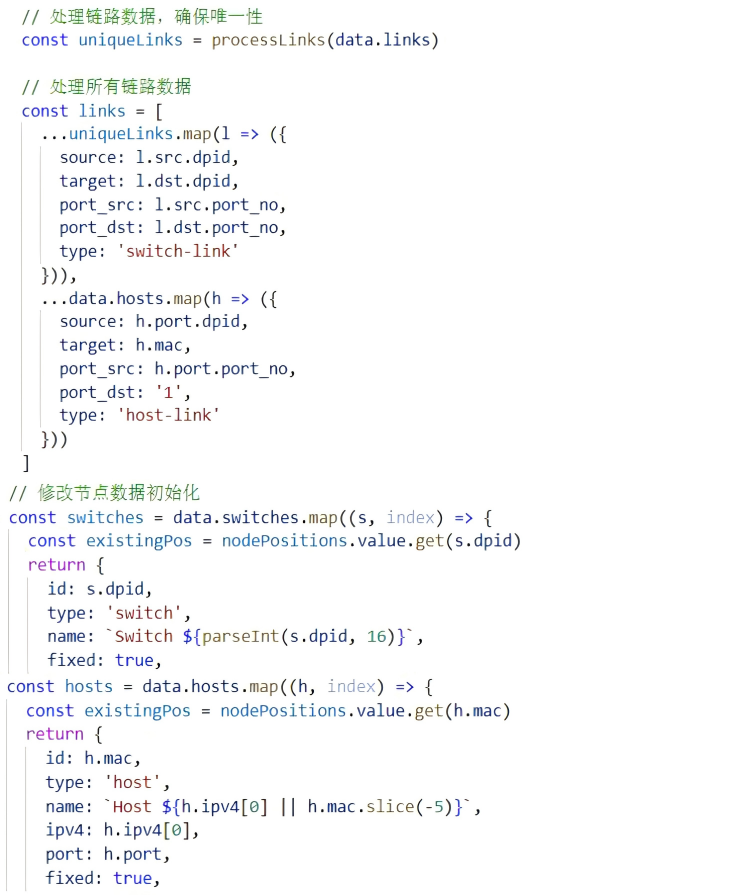 // 处理链路数据，确保唯一性
const uniqueLinks = processLinks(data.links)
// 处理所有链路数据
const links = [
  ...uniqueLinks.map(l => ({
    source: l.src.dpid,
    target: l.dst.dpid,
    port_src: l.src.port_no,
    port_dst: l.dst.port_no,
    type: 'switch-link'
  })),
  ...data.hosts.map(h => ({
    source: h.port.dpid,
    target: h.mac,
    port_src: h.port.port_no,
    port_dst: '1',
    type: 'host-link'
  }))
]
// 修改节点数据初始化
const switches = data.switches.map((s, index) => {
  const existingPos = nodePositions.value.get(s.dpid)
  return {
    id: s.dpid,
    type: 'switch',
    name: `Switch ${parseInt(s.dpid, 16)}`,
    fixed: true,
const hosts = data.hosts.map((h, index) => {
  const existingPos = nodePositions.value.get(h.mac)
  return {
    id: h.mac,
    type: 'host',
    name: `Host ${h.ipv4[0] || h.mac.slice(-5)}`,
    ipv4: h.ipv4[0],
    port: h.port,
    fixed: true,